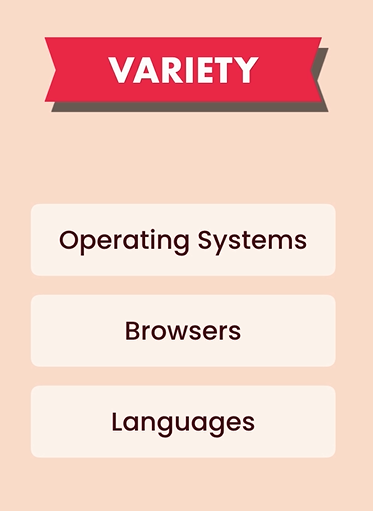 VARIETY
Operating Systems
Browsers
Languages